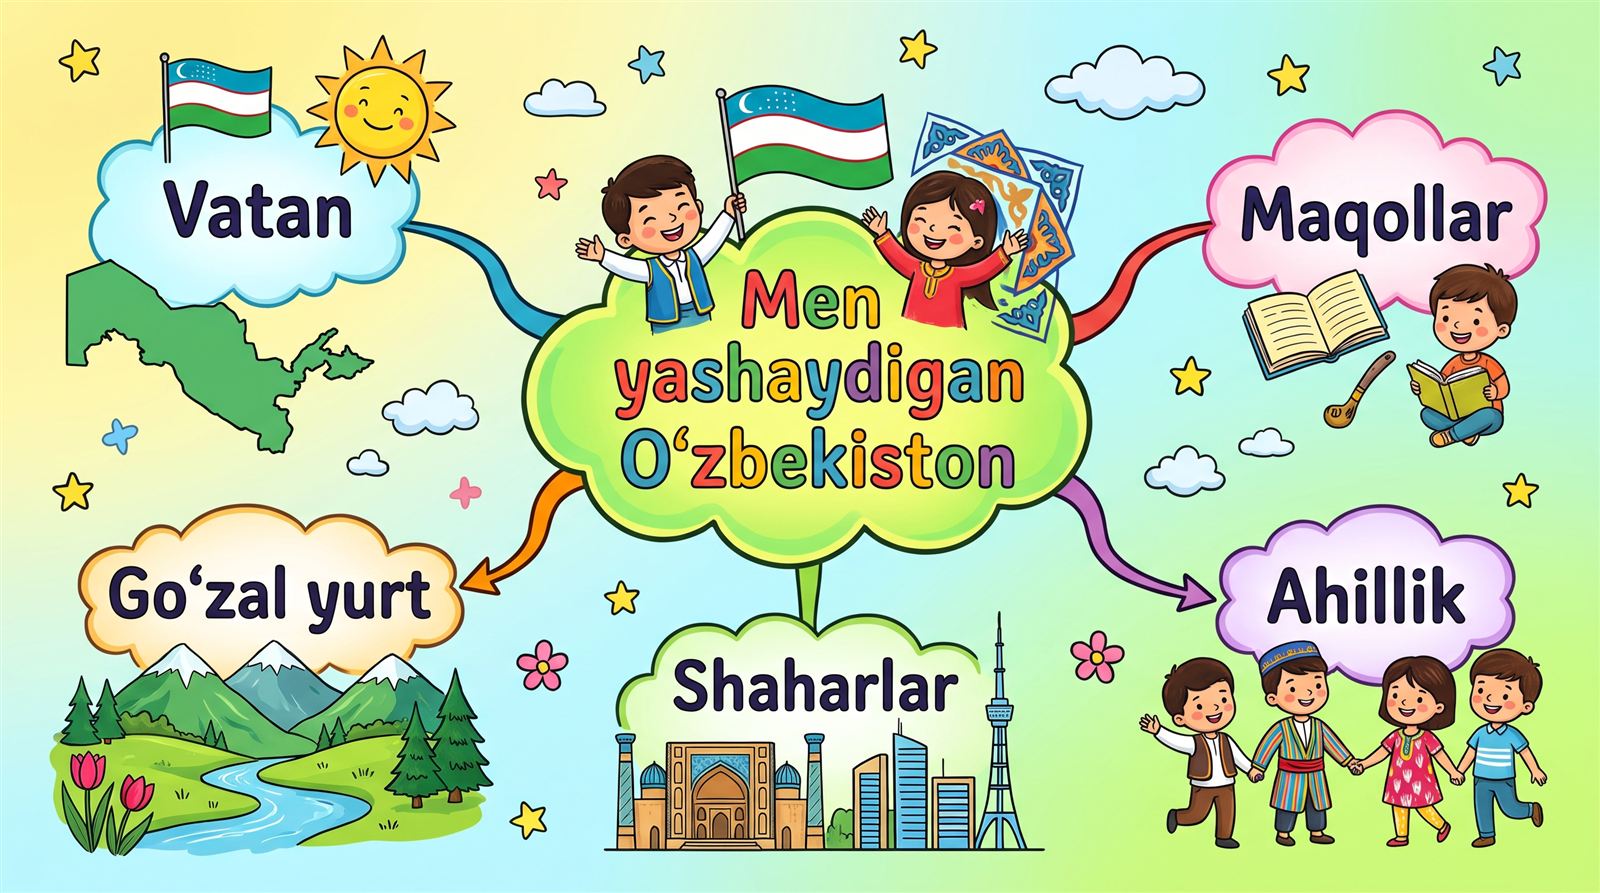 Vatan
Men
yashaydigan
O‘zbekiston
Maqollar
Go‘zal yurt
Shaharlar
Ahillik